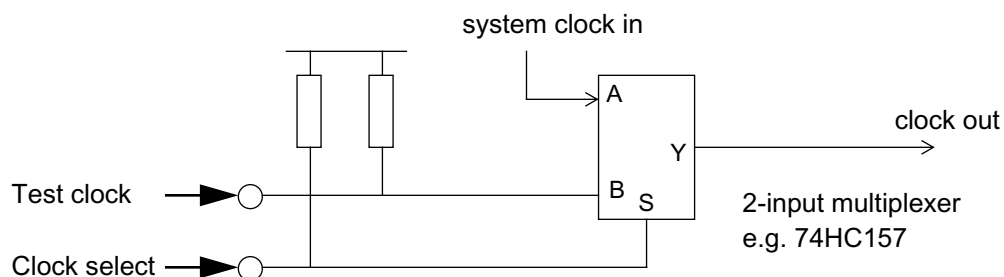 system clock in
A
clock out
Y
Test clock
B
S
2-input multiplexer
e.g. 74HC157
Clock select